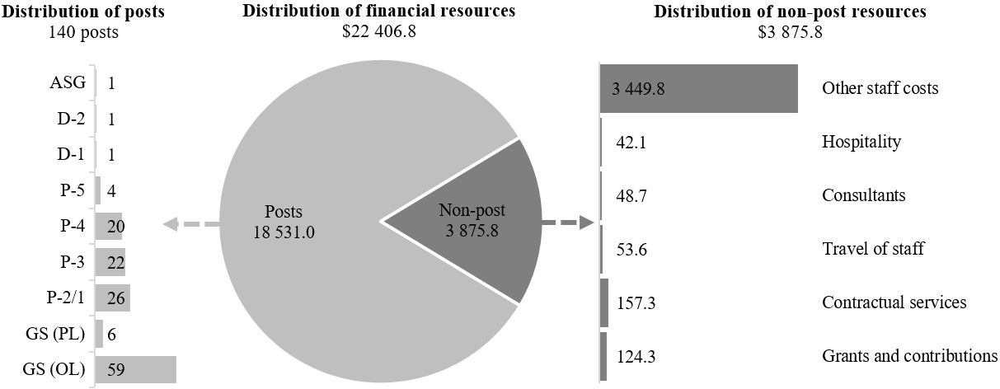 Distribution of posts
140 posts
ASG 1
D-2 1
D-1 1
P-5 4
P-4 20
P-3 22
P-2/1 26
GS (PL) 6
GS (OL) 59
Distribution of financial resources
$22 406.8
Posts
18 531.0
Non-post
3 875.8
Distribution of non-post resources
$3 875.8
3 449.8 Other staff costs
42.1 Hospitality
48.7 Consultants
53.6 Travel of staff
157.3 Contractual services
124.3 Grants and contributions